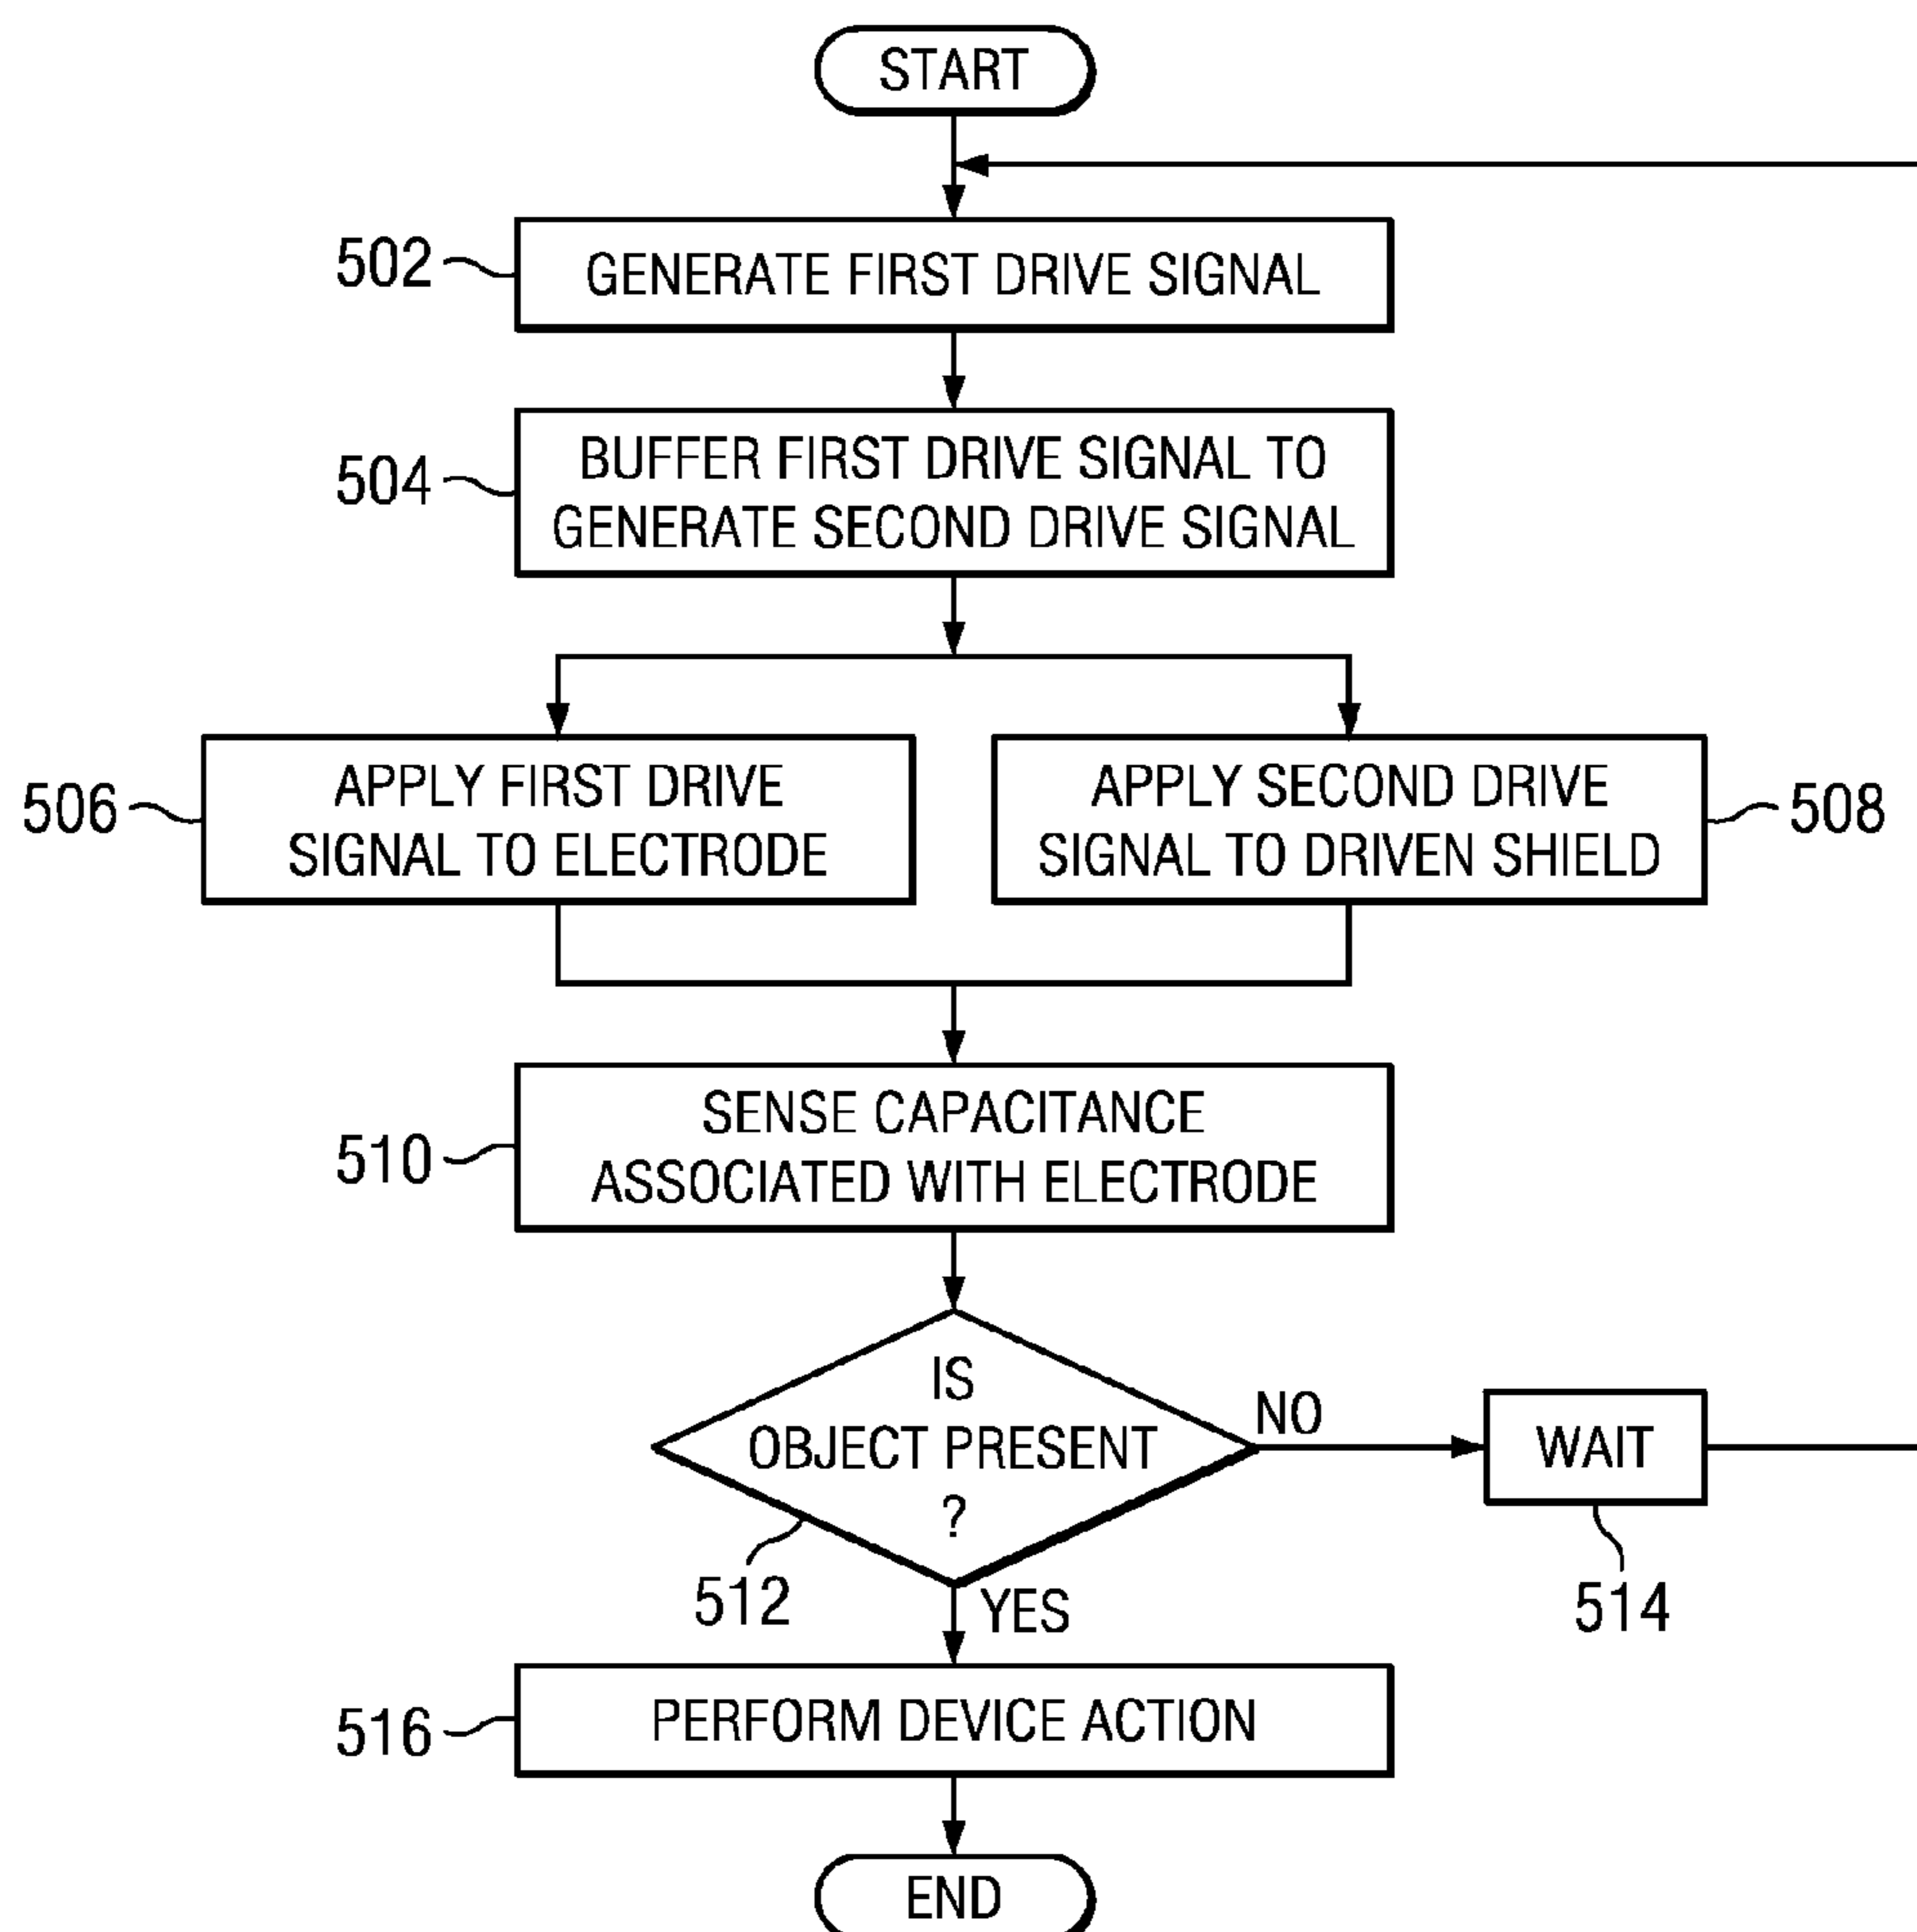 START
502
GENERATE FIRST DRIVE SIGNAL
504
BUFFER FIRST DRIVE SIGNAL TO
GENERATE SECOND DRIVE SIGNAL
506
APPLY FIRST DRIVE
SIGNAL TO ELECTRODE
APPLY SECOND DRIVE
SIGNAL TO DRIVEN SHIELD
508
510
SENSE CAPACITANCE
ASSOCIATED WITH ELECTRODE
IS
OBJECT PRESENT
?
512
NO
WAIT
514
YES
516
PERFORM DEVICE ACTION
END